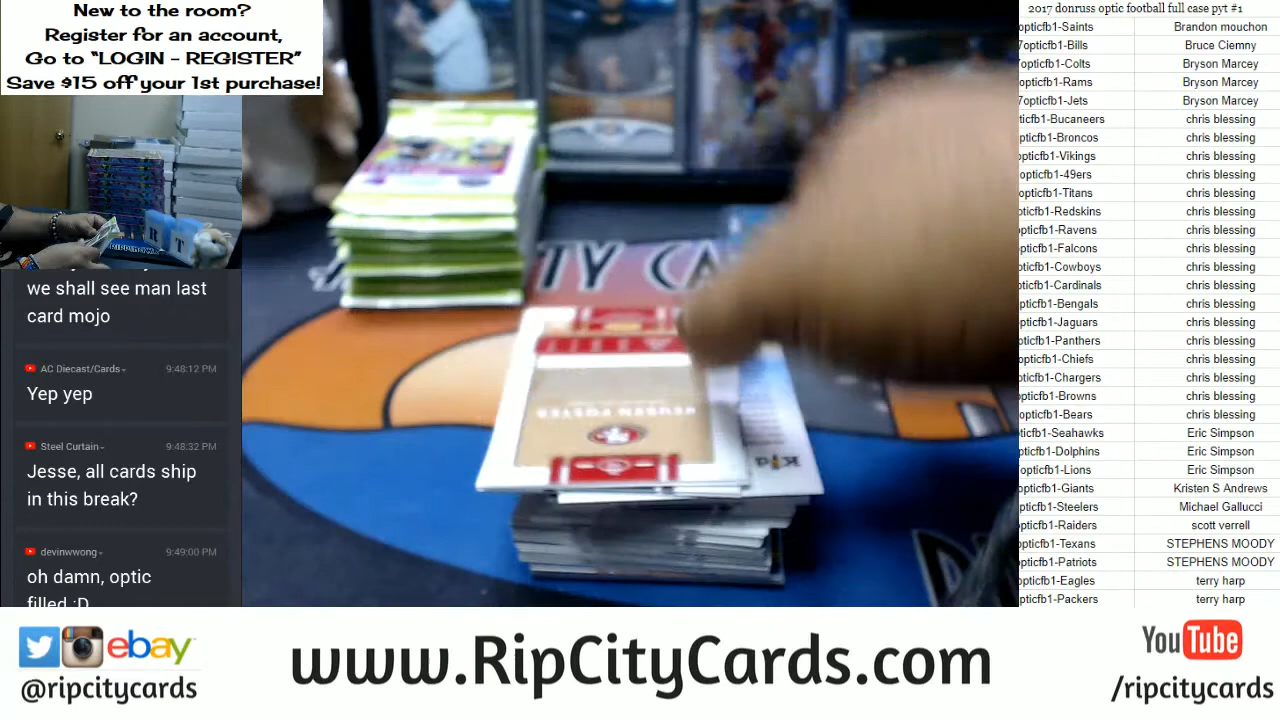 New to the room?
Register for an account,
Go to “LOGIN - REGISTER”
Save $15 off your 1st purchase!
we shall see man last
card mojo
AC Diecast/Cards 9:48:12 PM
Yep yep
Steel Curtain 9:48:32 PM
Jesse, all cards ship
in this break?
devinwwong 9:49:00 PM
oh damn, optic
filled :D
R T
TY CA
REUBEN FOSTER
2017 donruss optic football full case pyt #1
opticfb1-Saints Brandon mouchon
7opticfb1-Bills Bruce Ciemny
7opticfb1-Colts Bryson Marcey
opticfb1-Rams Bryson Marcey
7opticfb1-Jets Bryson Marcey
opticfb1-Bucaneers chris blessing
opticfb1-Broncos chris blessing
opticfb1-Vikings chris blessing
opticfb1-49ers chris blessing
opticfb1-Titans chris blessing
opticfb1-Redskins chris blessing
opticfb1-Ravens chris blessing
opticfb1-Falcons chris blessing
opticfb1-Cowboys chris blessing
opticfb1-Cardinals chris blessing
opticfb1-Bengals chris blessing
opticfb1-Jaguars chris blessing
opticfb1-Panthers chris blessing
opticfb1-Chiefs chris blessing
opticfb1-Chargers chris blessing
opticfb1-Browns chris blessing
opticfb1-Bears chris blessing
opticfb1-Seahawks Eric Simpson
opticfb1-Dolphins Eric Simpson
7opticfb1-Lions Eric Simpson
opticfb1-Giants Kristen S Andrews
opticfb1-Steelers Michael Gallucci
opticfb1-Raiders scott verrell
opticfb1-Texans STEPHENS MOODY
opticfb1-Patriots STEPHENS MOODY
opticfb1-Eagles terry harp
opticfb1-Packers terry harp
ebay
@ripcitycards
www.RipCityCards.com
YouTube
/ripcitycards